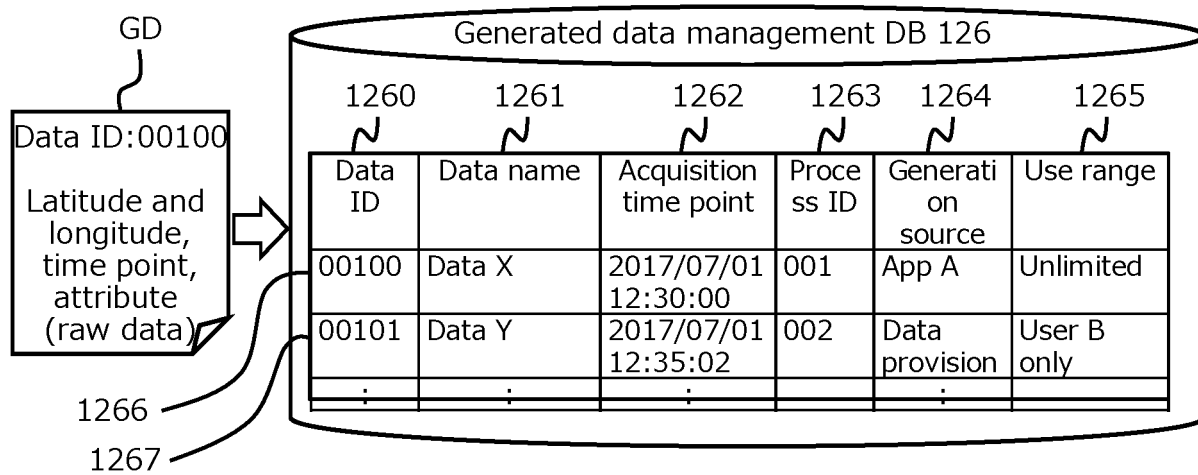 GD
Generated data management DB 126
1260 1261 1262 1263 1264 1265
Data ID:00100
Latitude and
longitude,
time point,
attribute
(raw data)
Data Data name Acquisition Proce Generati Use range
ID time point ss ID on
source
00100 Data X 2017/07/01 001 App A Unlimited
12:30:00
00101 Data Y 2017/07/01 002 Data User B
12:35:02 provision only
: : : :
1266
1267